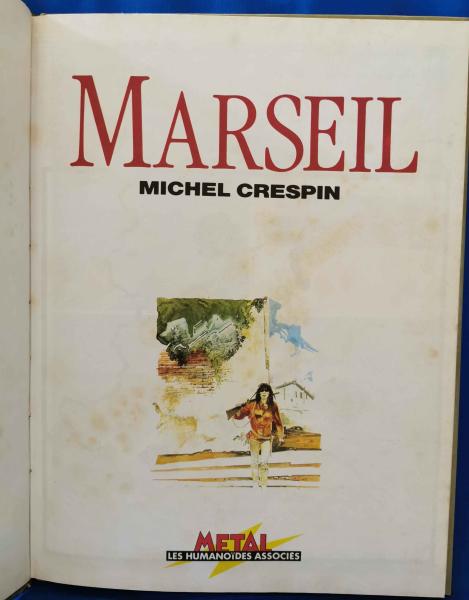 MARSEIL
MICHEL CRESPIN
METAL
LES HUMANOÏDES ASSOCIÉS